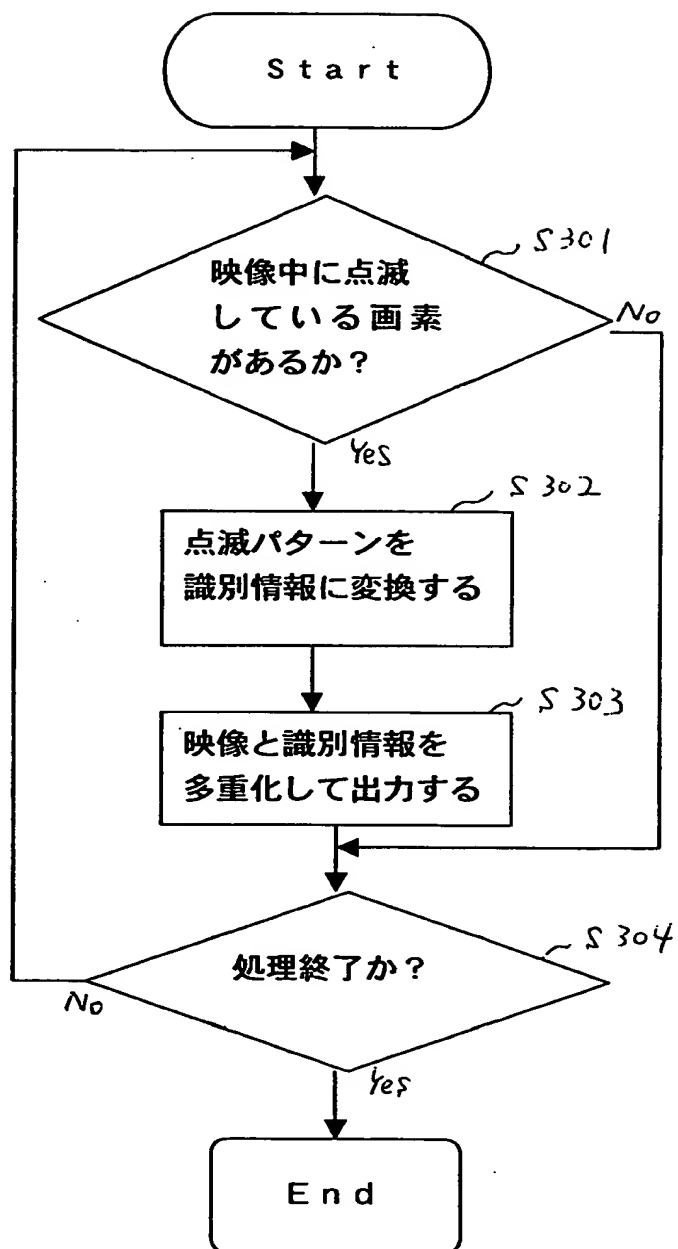 Start
S301
映像中に点滅
している画素
があるか？
No
Yes
S302
点滅パターンを
識別情報に変換する
S303
映像と識別情報を
多重化して出力する
S304
処理終了か？
No
Yes
End